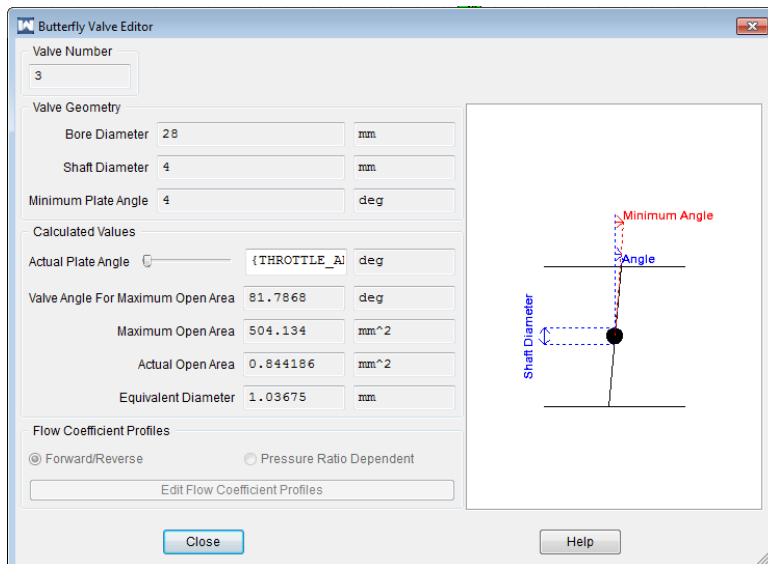 Butterfly Valve Editor
Valve Number
3
Valve Geometry
Bore Diameter 28 mm
Shaft Diameter 4 mm
Minimum Plate Angle 4 deg
Calculated Values
Actual Plate Angle {THROTTLE_A deg
Valve Angle For Maximum Open Area 81.7868 deg
Maximum Open Area 504.134 mm^2
Actual Open Area 0.844186 mm^2
Equivalent Diameter 1.03675 mm
Flow Coefficient Profiles
Forward/Reverse Pressure Ratio Dependent
Edit Flow Coefficient Profiles
Close Help
Minimum Angle
Angle
Shaft Diameter